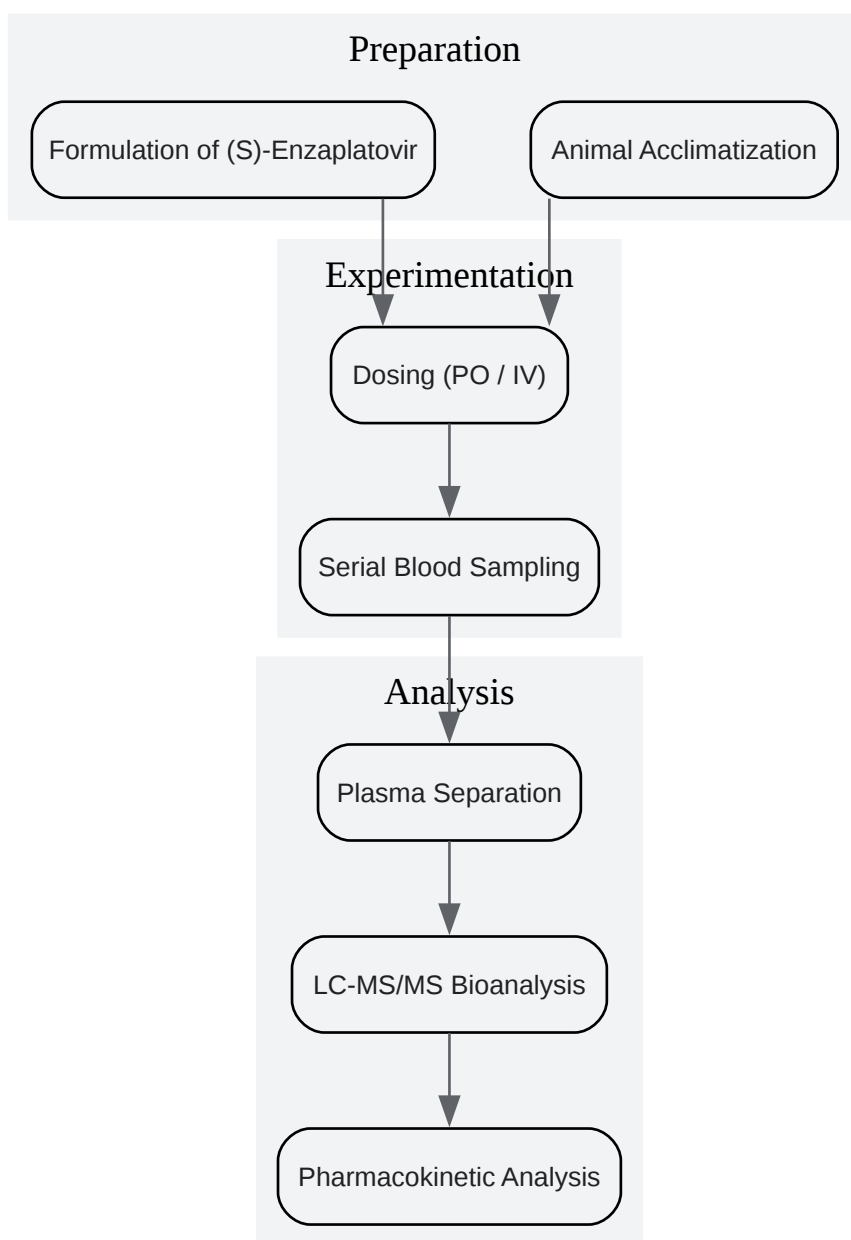 Preparation
Formulation of (S)-Enzaplatovir
Animal Acclimatization
Experimentation
Dosing (PO / IV)
Serial Blood Sampling
Analysis
Plasma Separation
LC-MS/MS Bioanalysis
Pharmacokinetic Analysis